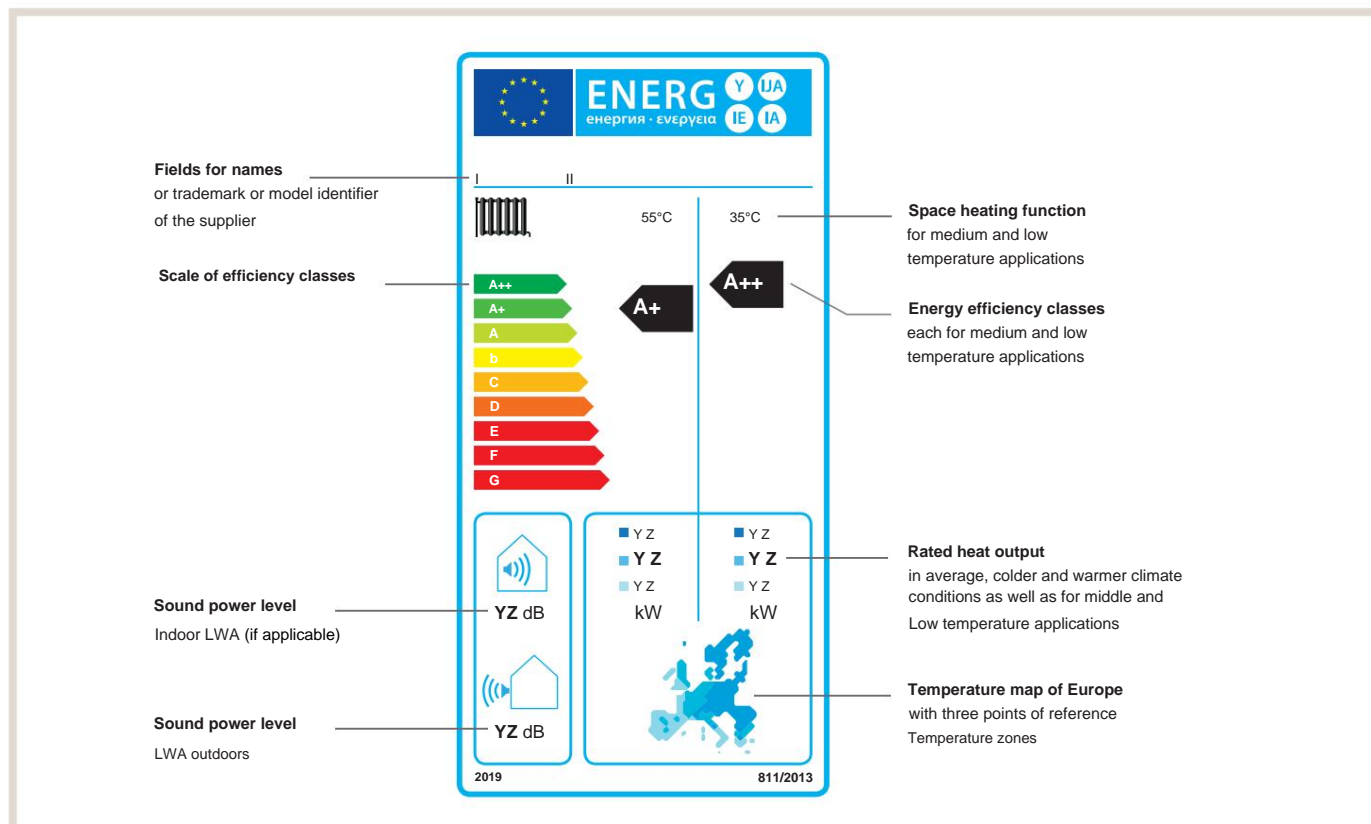 ENERG
енергия · ενεργεια
Y IJA
IE IA
Fields for names
or trademark or model identifier
of the supplier
I II
55°C 35°C
Space heating function
for medium and low
temperature applications
Scale of efficiency classes
A++
A+
A
b
C
D
E
F
G
A+
A++
Energy efficiency classes
each for medium and low
temperature applications
Y Z Y Z
Y Z Y Z
Y Z Y Z
kW kW
Rated heat output
in average, colder and warmer climate
conditions as well as for middle and
Low temperature applications
Sound power level
Indoor LWA (if applicable)
YZ dB
Temperature map of Europe
with three points of reference
Temperature zones
Sound power level
LWA outdoors
YZ dB
2019 811/2013